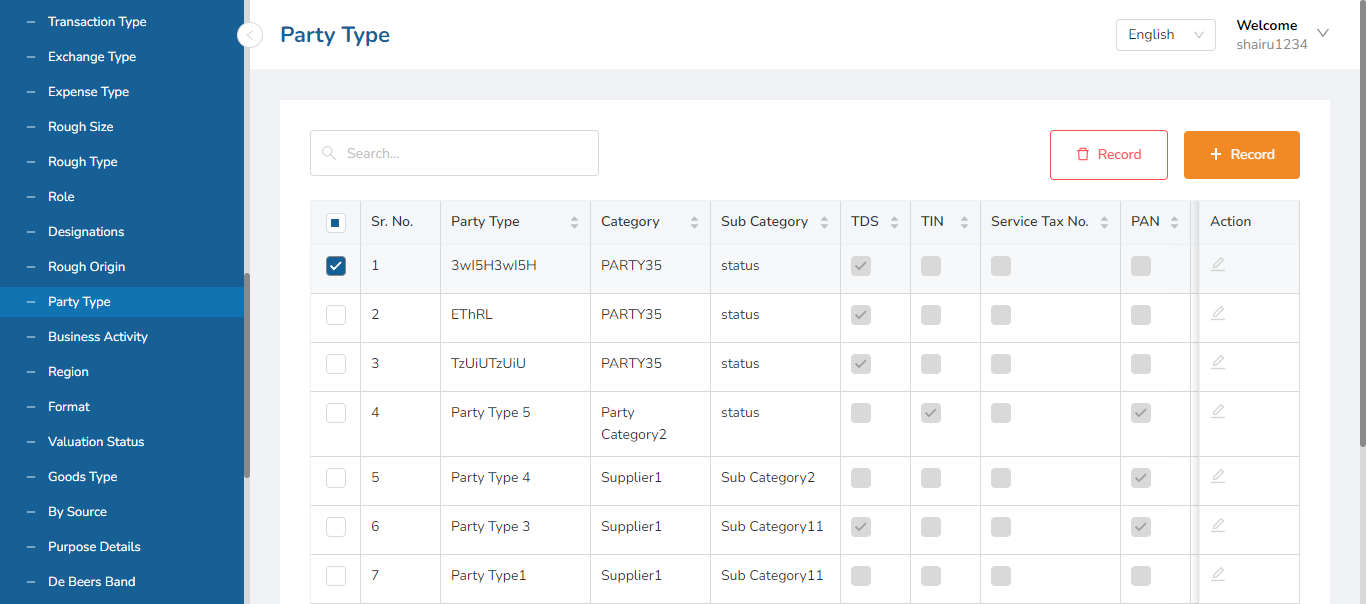 Transaction Type
Exchange Type
Expense Type
Rough Size
Rough Type
Role
Designations
Rough Origin
Party Type
Business Activity
Region
Format
Valuation Status
Goods Type
By Source
Purpose Details
De Beers Band
Party Type
English
Welcome
shairu1234
Search...
Record
+ Record
Sr. No. Party Type Category Sub Category TDS TIN Service Tax No. PAN Action
1 3wI5H3wI5H PARTY35 status
2 EThRL PARTY35 status
3 TzUiUTzUiU PARTY35 status
4 Party Type 5 Party status
Category2
5 Party Type 4 Supplier1 Sub Category2
6 Party Type 3 Supplier1 Sub Category11
7 Party Type1 Supplier1 Sub Category11